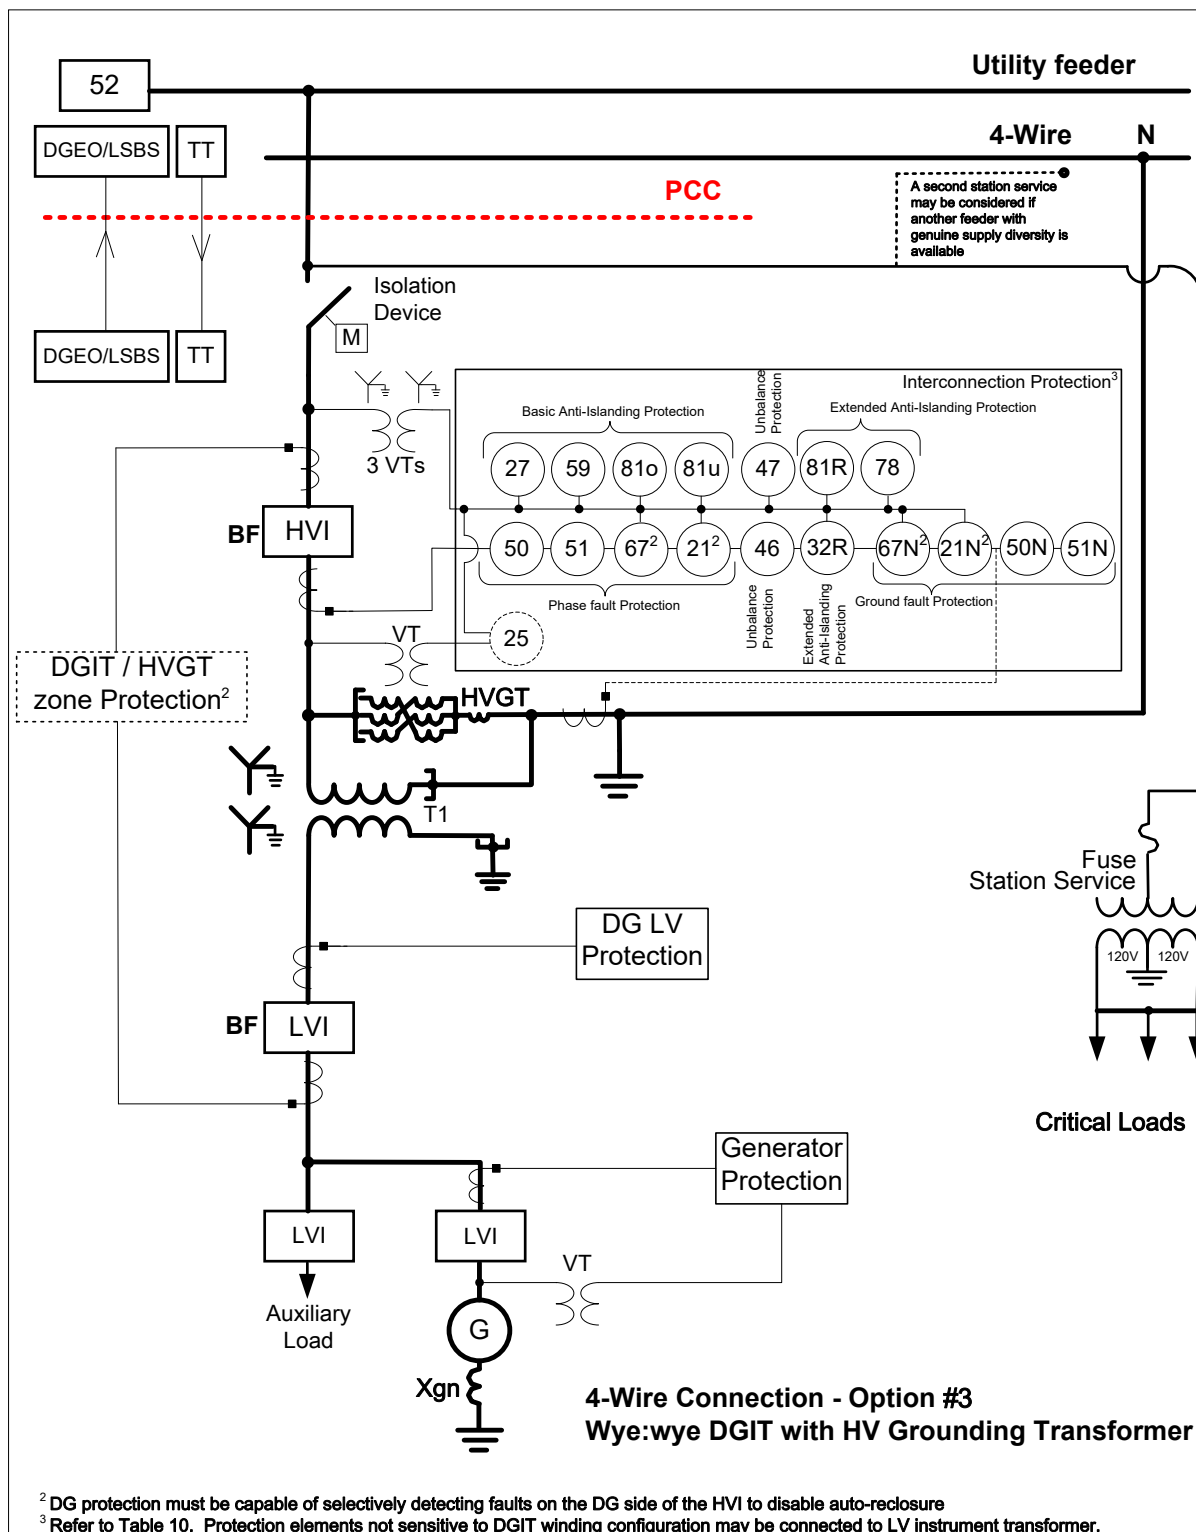 52
Utility feeder
DGEO/LSBS
TT
4-Wire
N
PCC
A second station service
may be considered if
another feeder with
genuine supply diversity is
available
Isolation
Device
M
DGEO/LSBS
TT
Interconnection Protection³
Basic Anti-Islanding Protection
Unbalance
Protection
Extended Anti-Islanding Protection
3 VTs
27
59
81o
81u
47
81R
78
BF
HVI
50
51
67²
21²
46
32R
67N²
21N²
50N
51N
Phase fault Protection
Unbalance
Protection
Extended
Anti-Islanding
Protection
Ground fault Protection
VT
25
DGIT / HVGT
zone Protection²
HVGT
T1
Fuse
Station Service
120V
120V
DG LV
Protection
BF
LVI
Critical Loads
Generator
Protection
LVI
LVI
VT
Auxiliary
Load
G
Xgn
4-Wire Connection - Option #3
Wye:wye DGIT with HV Grounding Transformer
² DG protection must be capable of selectively detecting faults on the DG side of the HVI to disable auto-reclosure
³ Refer to Table 10. Protection elements not sensitive to DGIT winding configuration may be connected to LV instrument transformer.